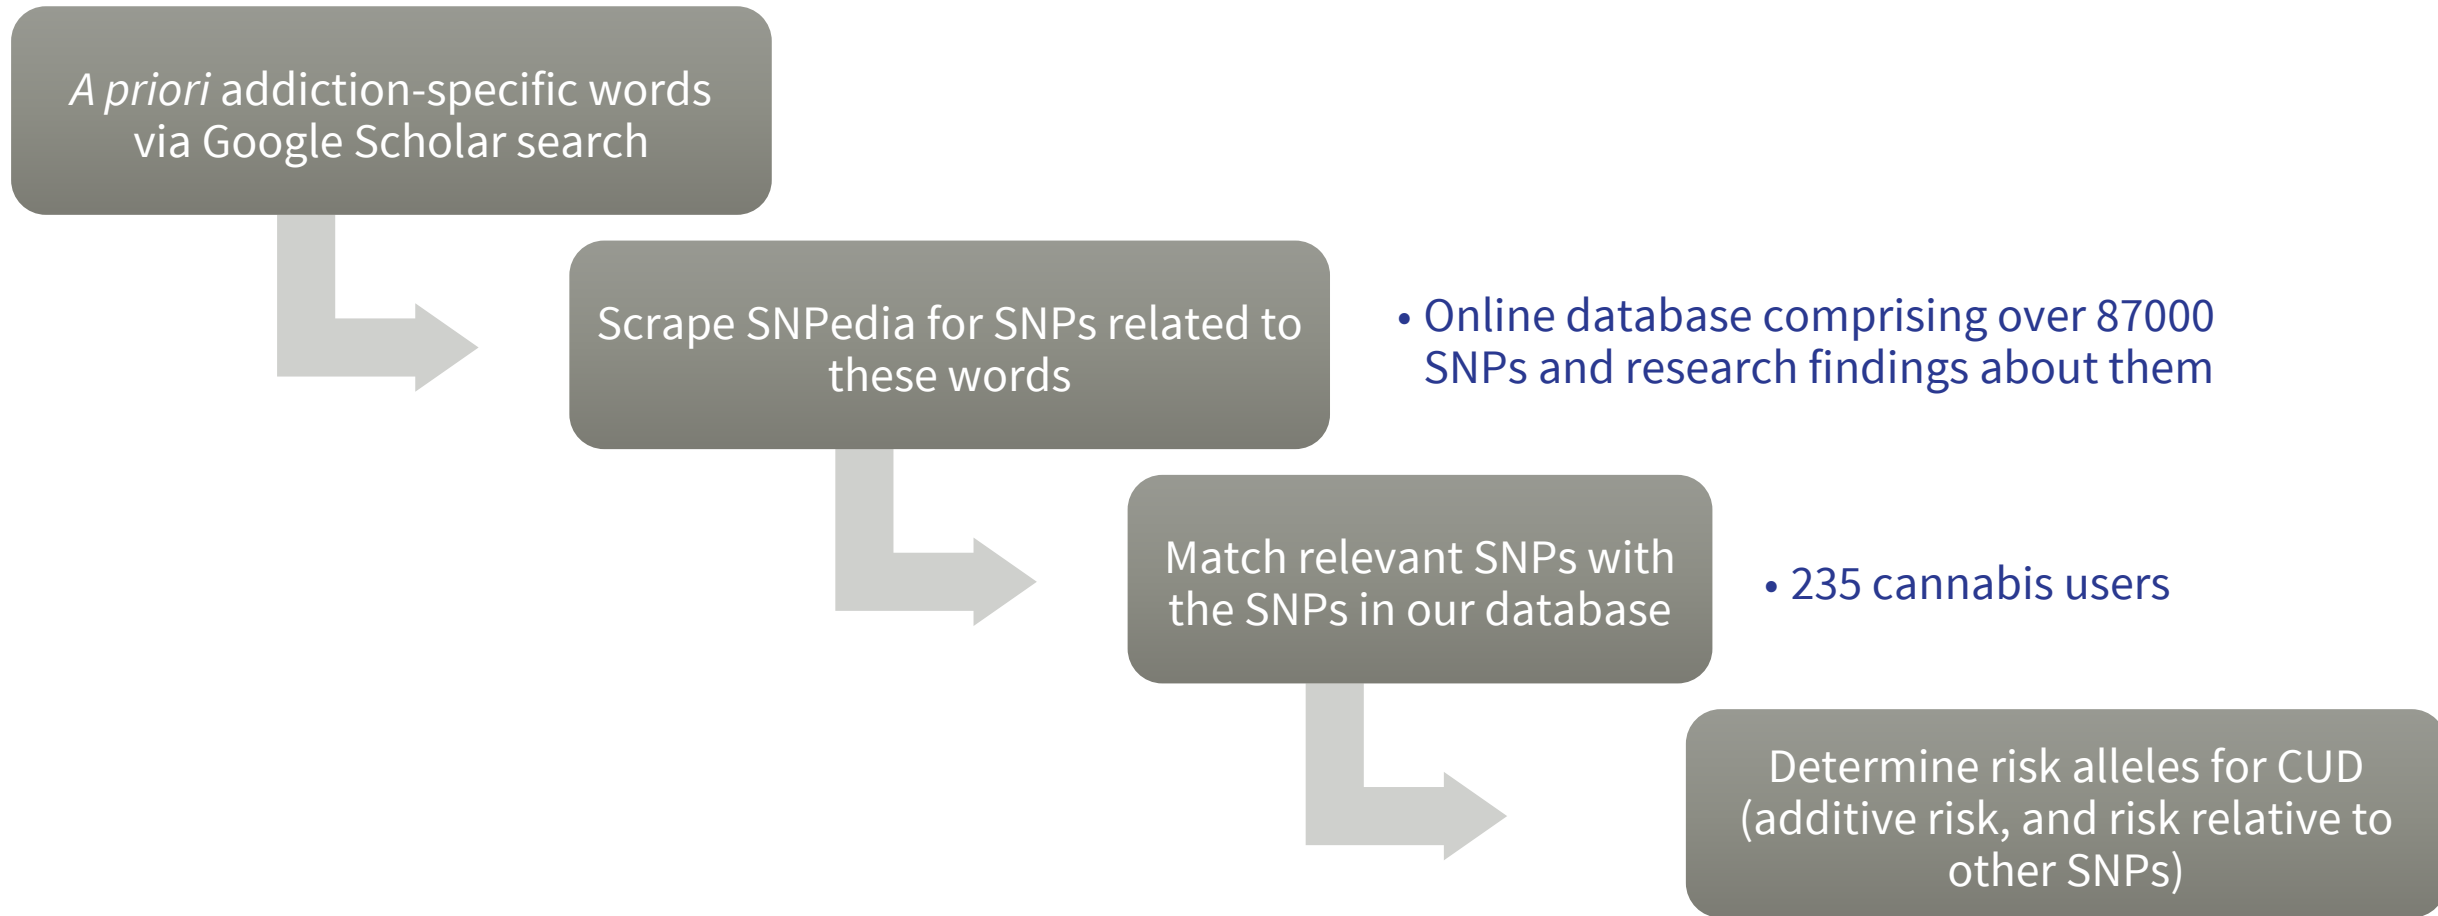 A priori addiction-specific words
via Google Scholar search
Scrape SNPedia for SNPs related to
these words
• Online database comprising over 87000
SNPs and research findings about them
Match relevant SNPs with
the SNPs in our database
• 235 cannabis users
Determine risk alleles for CUD
(additive risk, and risk relative to
other SNPs)